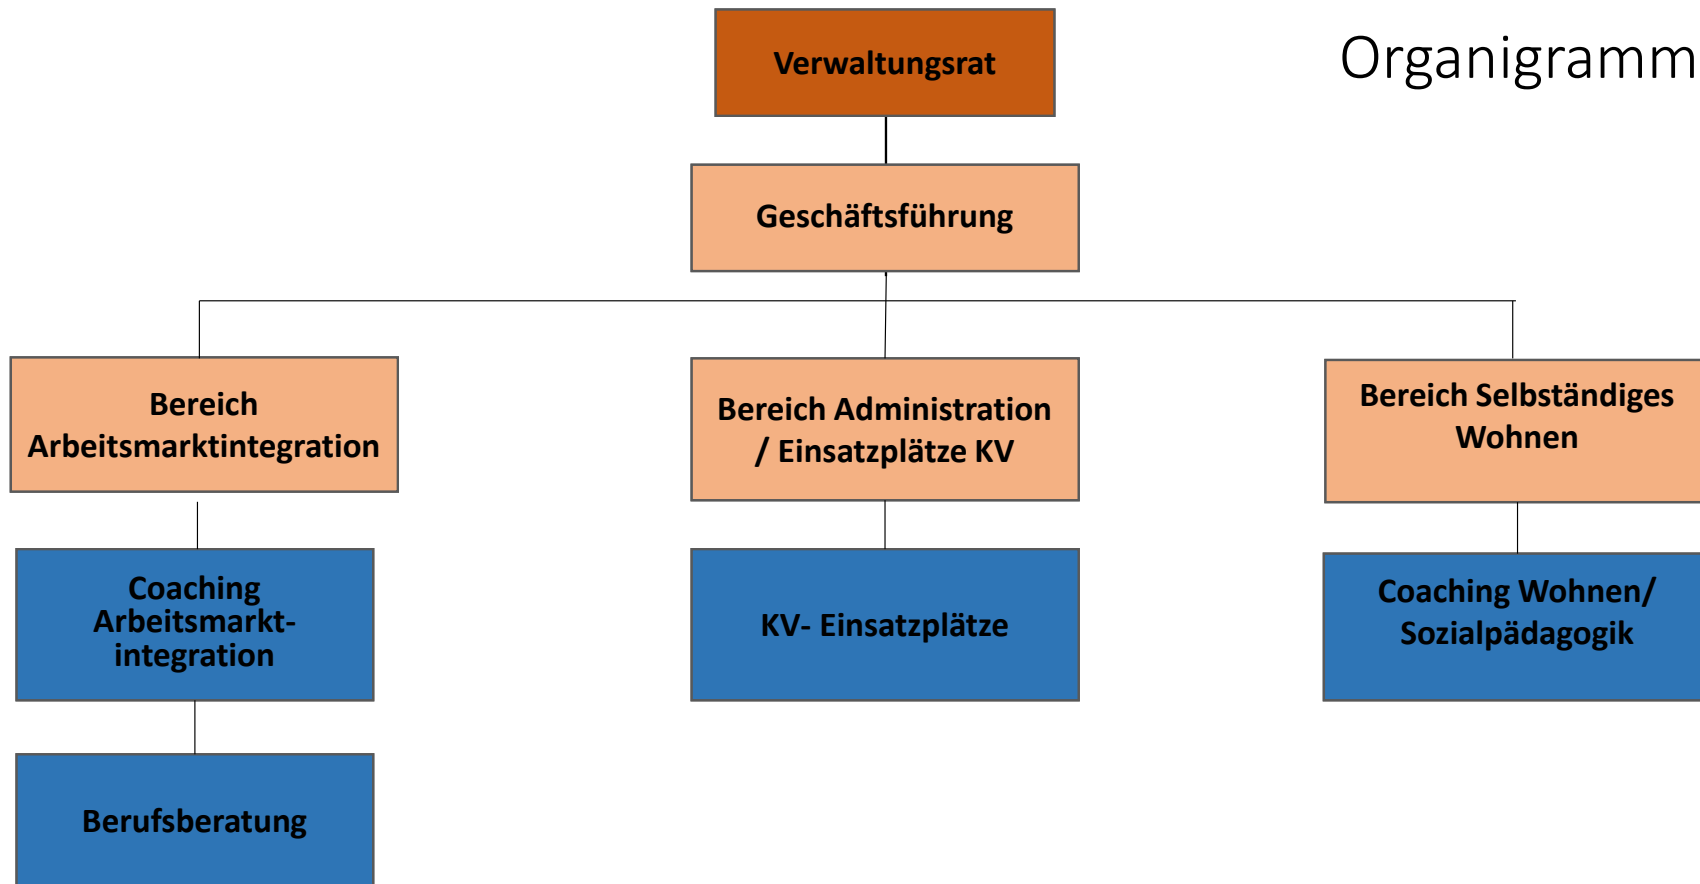 Organigramm
Verwaltungsrat
Geschäftsführung
Bereich
Arbeitsmarktintegration
Bereich Administration
/ Einsatzplätze KV
Bereich Selbständiges
Wohnen
Coaching
Arbeitsmarkt-
integration
KV- Einsatzplätze
Coaching Wohnen/
Sozialpädagogik
Berufsberatung